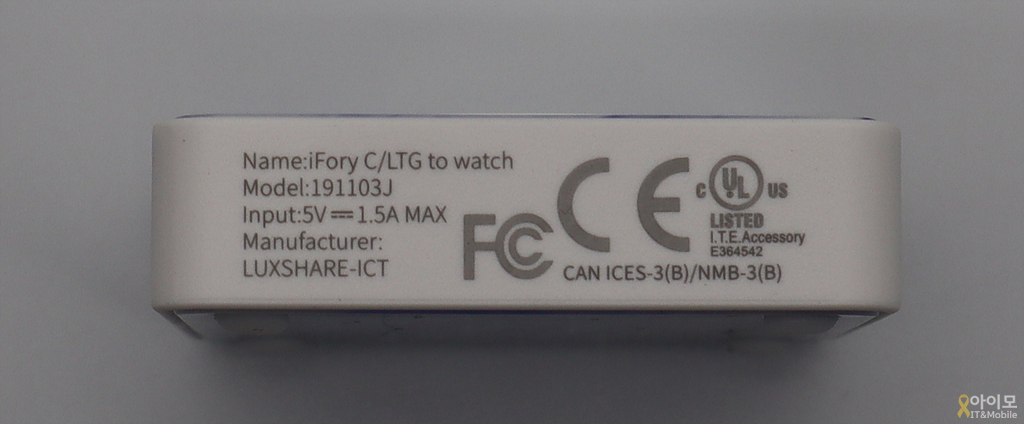 Name:iFory C/LTG to watch
Model:191103J
Input:5V⎓1.5A MAX
Manufacturer:
LUXSHARE-ICT
FC
CE
C UL US
LISTED
I.T.E.Accessory
E364542
CAN ICES-3(B)/NMB-3(B)
아이모
IT&Mobile